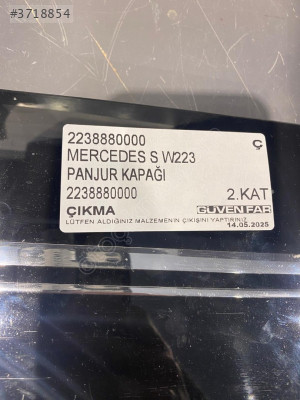 #3718854
2238880000 Ç
MERCEDES S W223
PANJUR KAPAĞI
2238880000 2.KAT
ÇIKMA GÜVEN FAR
LÜTFEN ALDIĞINIZ MALZEMENİN ÇIKIŞINI YAPTIRINIZ
14.05.2025